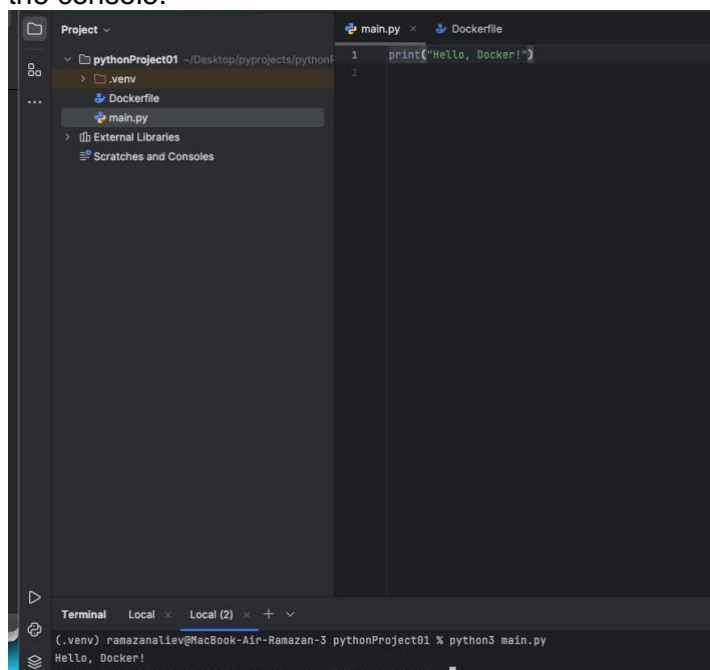 the console.
Project
main.py
Dockerfile
pythonProject01 ~/Desktop/pyprojects/pythonP
.venv
Dockerfile
main.py
External Libraries
Scratches and Consoles
1 print("Hello, Docker!")
2
Terminal Local Local (2)
(.venv) ramazanaliev@MacBook-Air-Ramazan-3 pythonProject01 % python3 main.py
Hello, Docker!